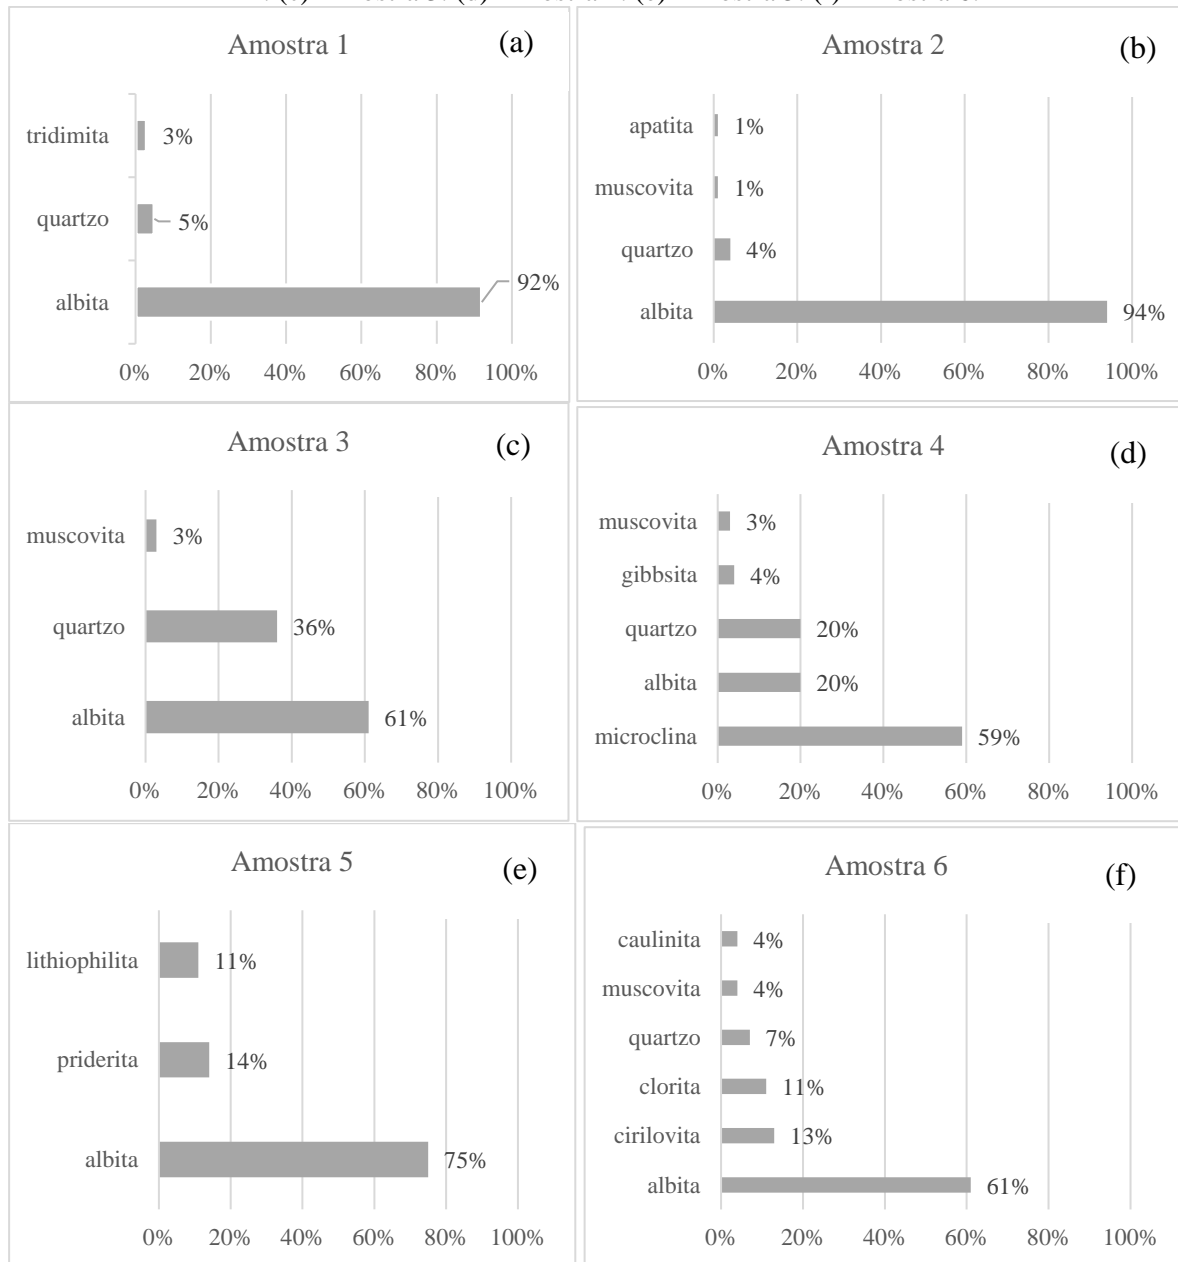 Amostra 1 (a)
tridimita 3%
quartzo 5%
albita 92%
0% 20% 40% 60% 80% 100%
Amostra 2 (b)
apatita 1%
muscovita 1%
quartzo 4%
albita 94%
0% 20% 40% 60% 80% 100%
Amostra 3 (c)
muscovita 3%
quartzo 36%
albita 61%
0% 20% 40% 60% 80% 100%
Amostra 4 (d)
muscovita 3%
gibbsita 4%
quartzo 20%
albita 20%
microclina 59%
0% 20% 40% 60% 80% 100%
Amostra 5 (e)
lithiophilita 11%
priderita 14%
albita 75%
0% 20% 40% 60% 80% 100%
Amostra 6 (f)
caulinita 4%
muscovita 4%
quartzo 7%
clorita 11%
cirilovita 13%
albita 61%
0% 20% 40% 60% 80% 100%